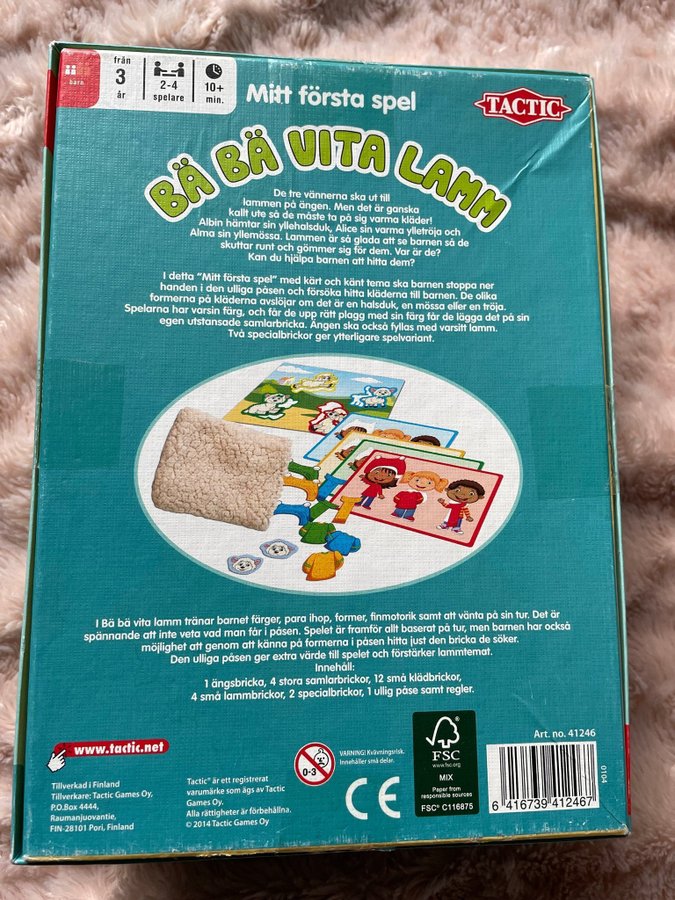 barn
från
3
år
2-4
spelare
10+
min.
Mitt första spel
TACTIC®
BÄ BÄ VITA LAMM
De tre vännerna ska ut till
lammen på ängen. Men det är ganska
kallt ute så de måste ta på sig varma kläder!
Albin hämtar sin yllehalsduk, Alice sin varma ylletröja och
Alma sin yllemössa. Lammen är så glada att se barnen så de
skuttar runt och gömmer sig för dem. Var är de?
Kan du hjälpa barnen att hitta dem?
I detta "Mitt första spel" med kärt och känt tema ska barnen stoppa ner
handen i den ulliga påsen och försöka hitta kläderna till barnen. De olika
formerna på kläderna avslöjar om det är en halsduk, en mössa eller en tröja.
Spelarna har varsin färg, och får de upp rätt plagg med sin färg får de lägga det på sin
egen utstansade samlarbricka. Ängen ska också fyllas med varsitt lamm.
Två specialbrickor ger ytterligare spelvariant.
I Bä bä vita lamm tränar barnet färger, para ihop, former, finmotorik samt att vänta på sin tur. Det är
spännande att inte veta vad man får i påsen. Spelet är framför allt baserat på tur, men barnen har också
möjlighet att genom att känna på formerna i påsen hitta just den bricka de söker.
Den ulliga påsen ger extra värde till spelet och förstärker lammtemat.
Innehåll:
1 ängsbricka, 4 stora samlarbrickor, 12 små klädbrickor,
4 små lammbrickor, 2 specialbrickor, 1 ullig påse samt regler.
www.tactic.net
Tillverkad i Finland
Tillverkare: Tactic Games Oy,
P.O.Box 4444,
Raumanjuovantie,
FIN-28101 Pori, Finland
Tactic® är ett registrerat
varumärke som ägs av Tactic
Games Oy.
Alla rättigheter är förbehållna.
© 2014 Tactic Games Oy
0-3
VARNING! Kvävningsrisk.
Innehåller små delar.
CE
FSC
www.fsc.org
MIX
Paper from
responsible sources
FSC® C116875
Art. no. 41246
0104
6 416739 412467